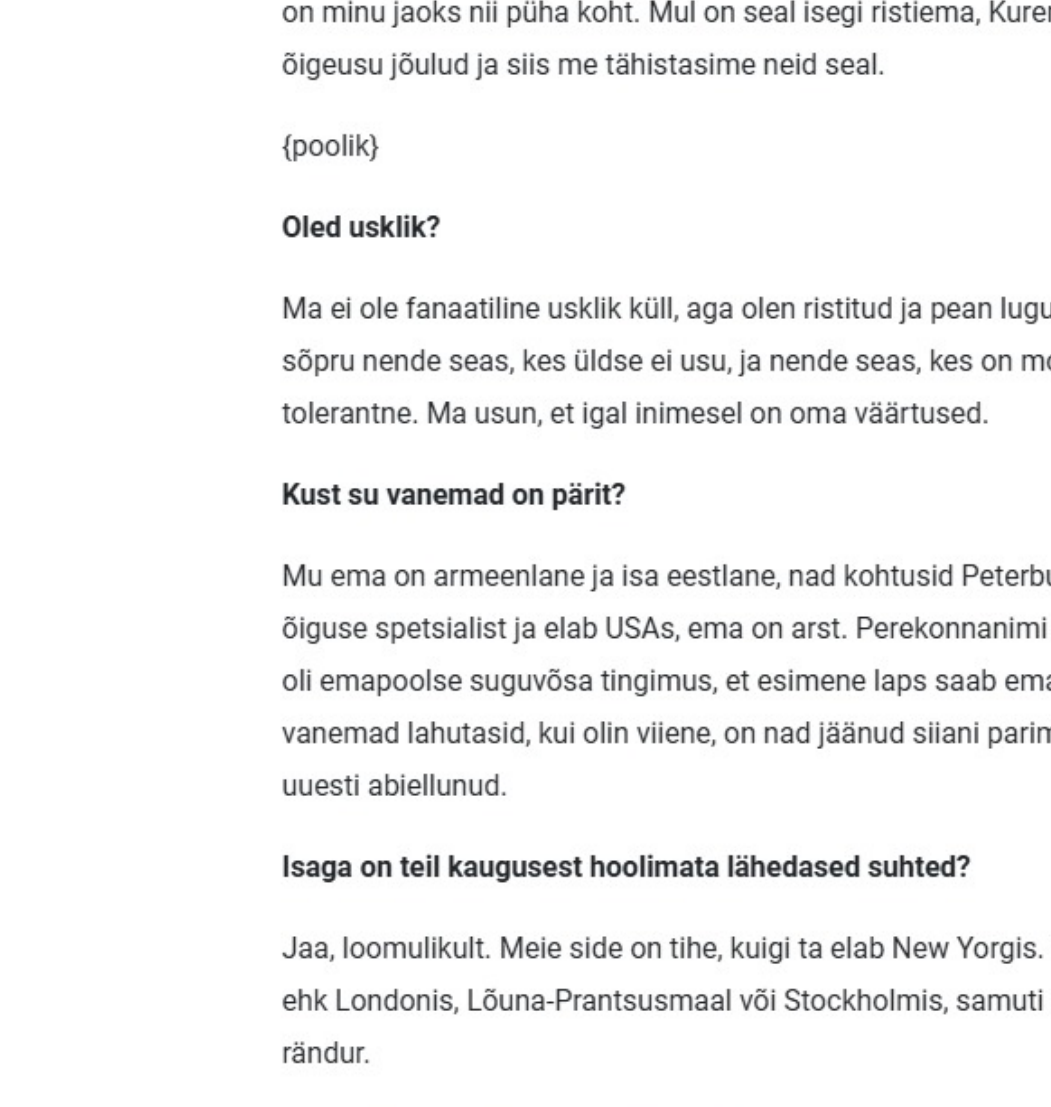 on minu jaoks nii püha koht. Mul on seal isegi ristiema,
õigeusu jõulud ja siis me tähistasime neid seal.
{poolik}
Oled usklik?
Ma ei ole fanaatiline usklik küll, aga olen ristitud ja pean
sõpru nende seas, kes üldse ei usu, ja nende seas, kes on
tolerantne. Ma usun, et igal inimesel on oma väärtused.
Kust su vanemad on pärit?
Mu ema on armeenlane ja isa eestlane, nad kohtusid
õiguse spetsialist ja elab USAs, ema on arst. Perekonnanimi
oli emapoolse suguvõsa tingimus, et esimene laps saab
vanemad lahutasid, kui olin viiene, on nad jäänud siiani
uuesti abiellunud.
Isaga on teil kaugusest hoolimata lähedased suhted?
Jaa, loomulikult. Meie side on tihe, kuigi ta elab New Yorgis.
ehk Londonis, Lõuna-Prantsusmaal või Stockholmis, samuti
rändur.